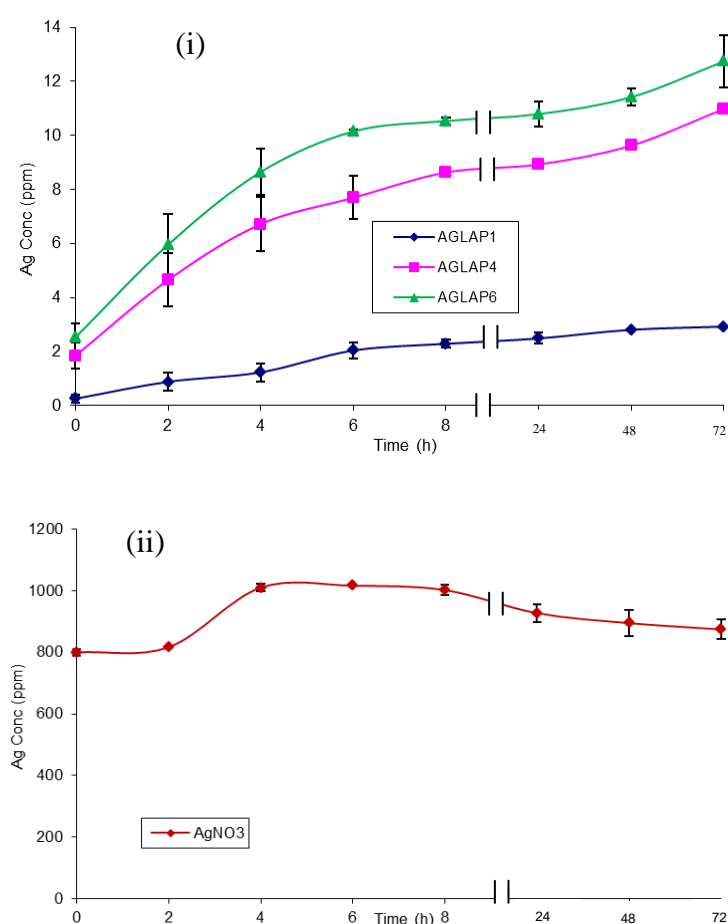 14
(i)
12
10
8
Ag Conc (ppm)
AGLAP1
6
AGLAP4
4
AGLAP6
2
0
0 2 4 6 8 24 48 72
Time (h)
1200
(ii)
1000
800
Ag Conc (ppm)
600
400
AgNO3
200
0
0 2 4 6 8 24 48 72
Time (h)